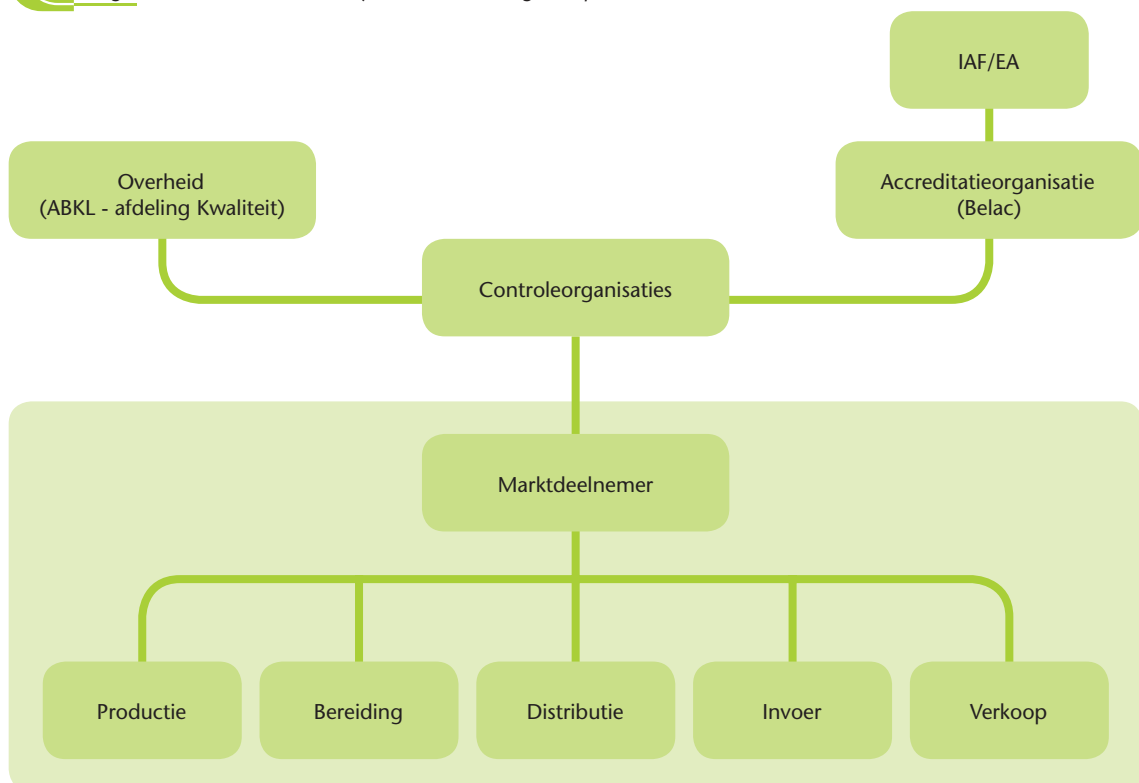 IAF/EA
Overheid
(ABKL - afdeling Kwaliteit)
Accreditatieorganisatie
(Belac)
Controleorganisaties
Marktdeelnemer
Productie
Bereiding
Distributie
Invoer
Verkoop